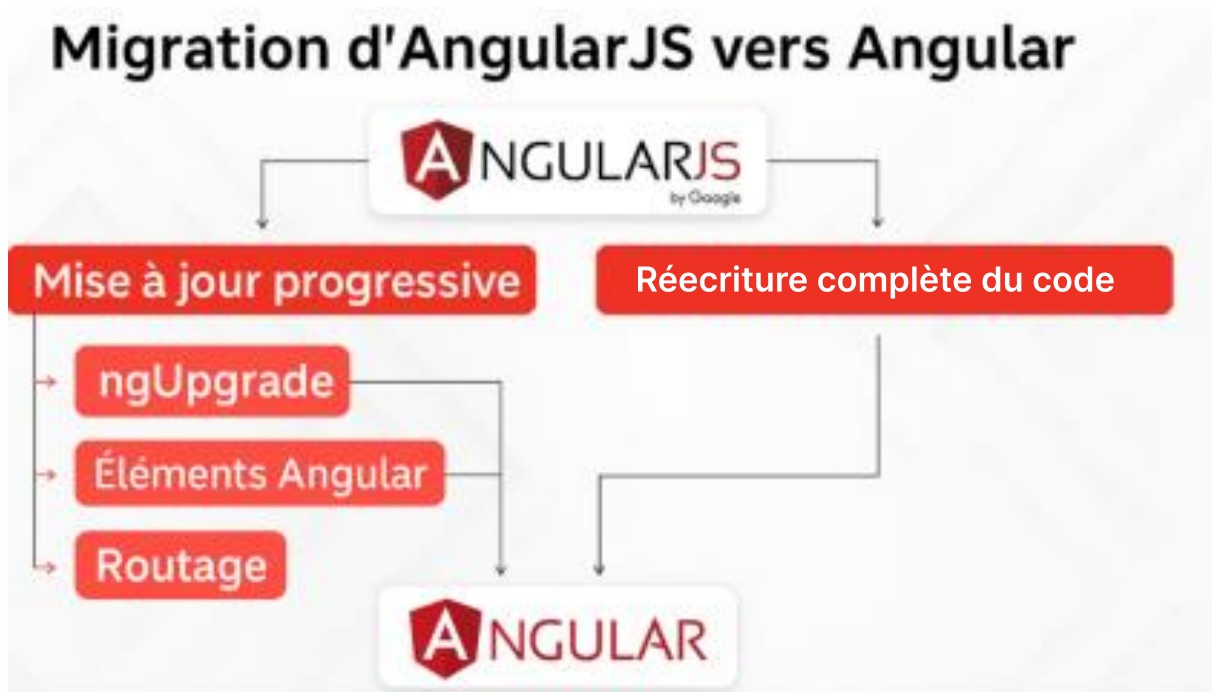 Migration d'AngularJS vers Angular
ANGULARJS
by Google
Mise à jour progressive
Réecriture complète du code
ngUpgrade
Éléments Angular
Routage
ANGULAR